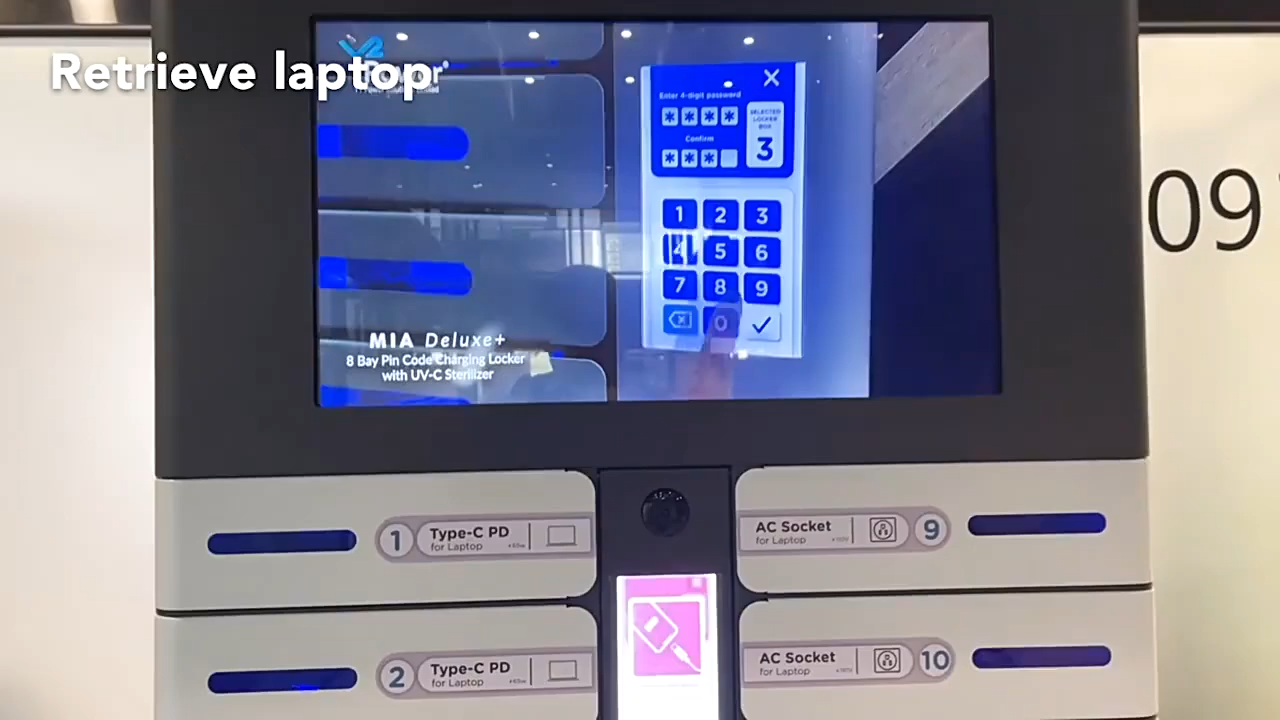 Retrieve laptop
Enter 4-digit password
* * * *
SELECTED
LOCKER
BOX
3
Confirm
* * *
1 2 3
4 5 6
7 8 9
0
MIA Deluxe+
8 Bay Pin Code Charging Locker
with UV-C Sterilizer
09
1 Type-C PD
for Laptop
AC Socket 9
for Laptop
2 Type-C PD
for Laptop
AC Socket 10
for Laptop